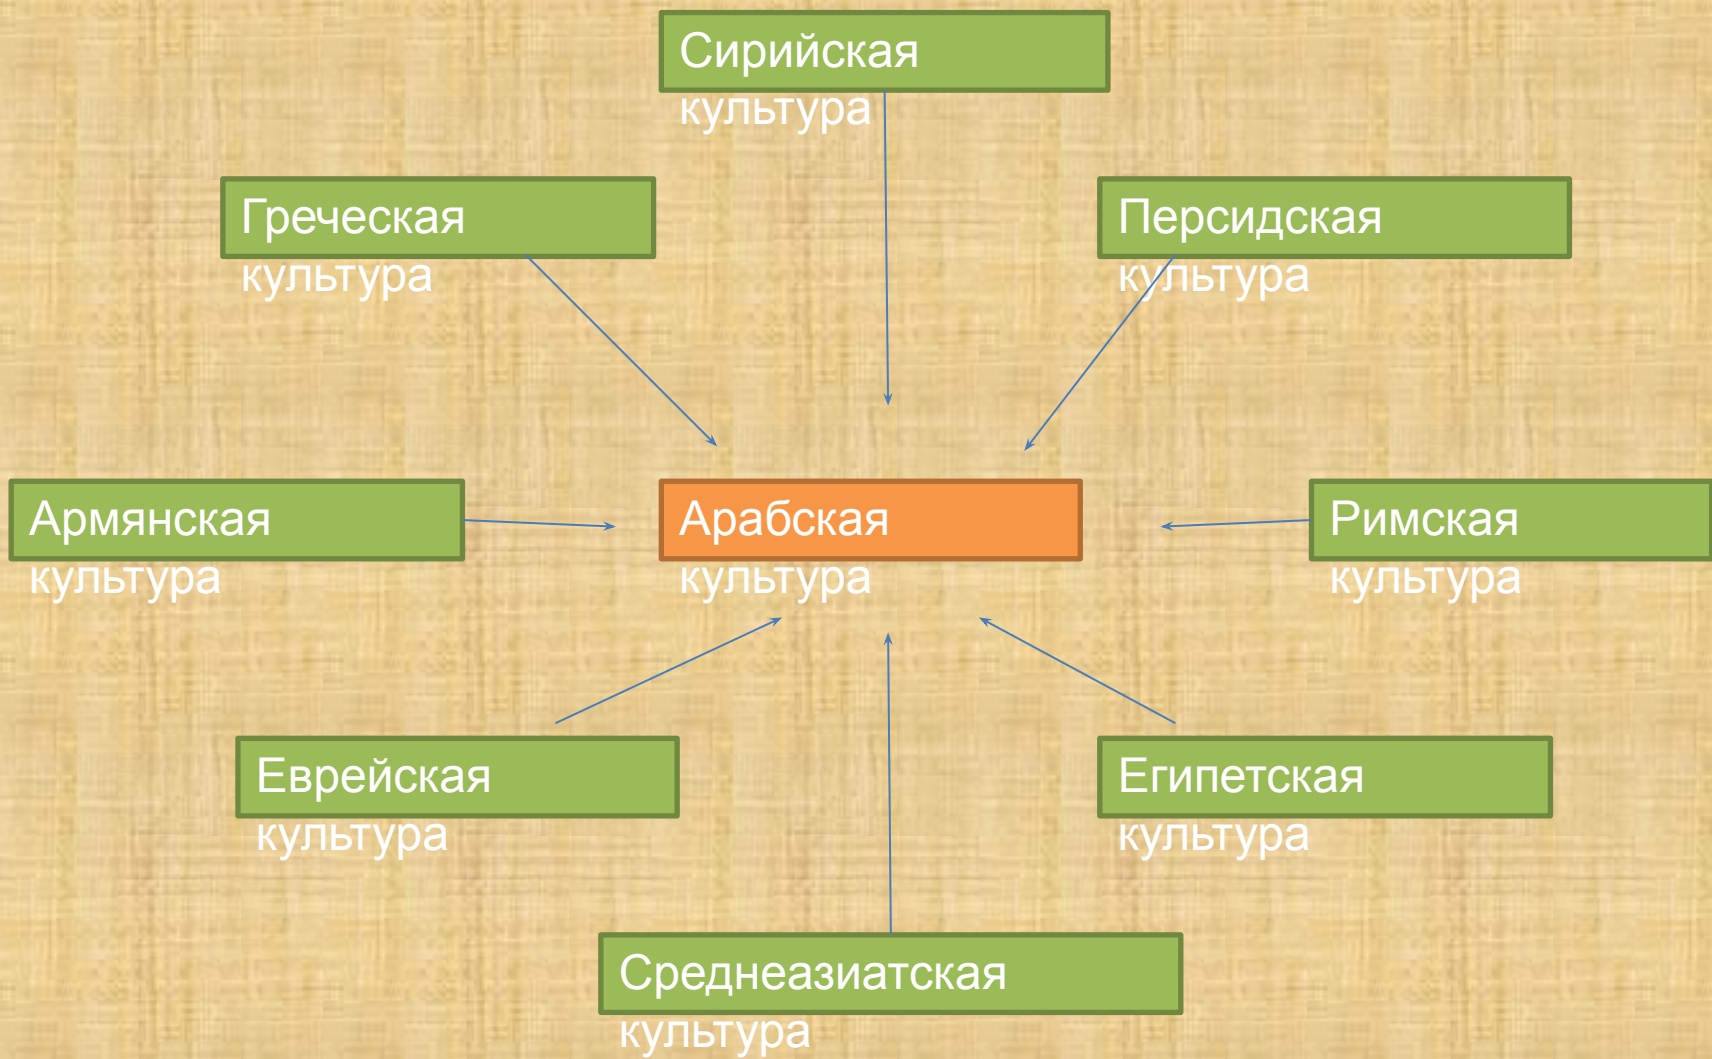 Сирийская
культура
Греческая
культура
Персидская
культура
Армянская
культура
Арабская
культура
Римская
культура
Еврейская
культура
Египетская
культура
Среднеазиатская
культура